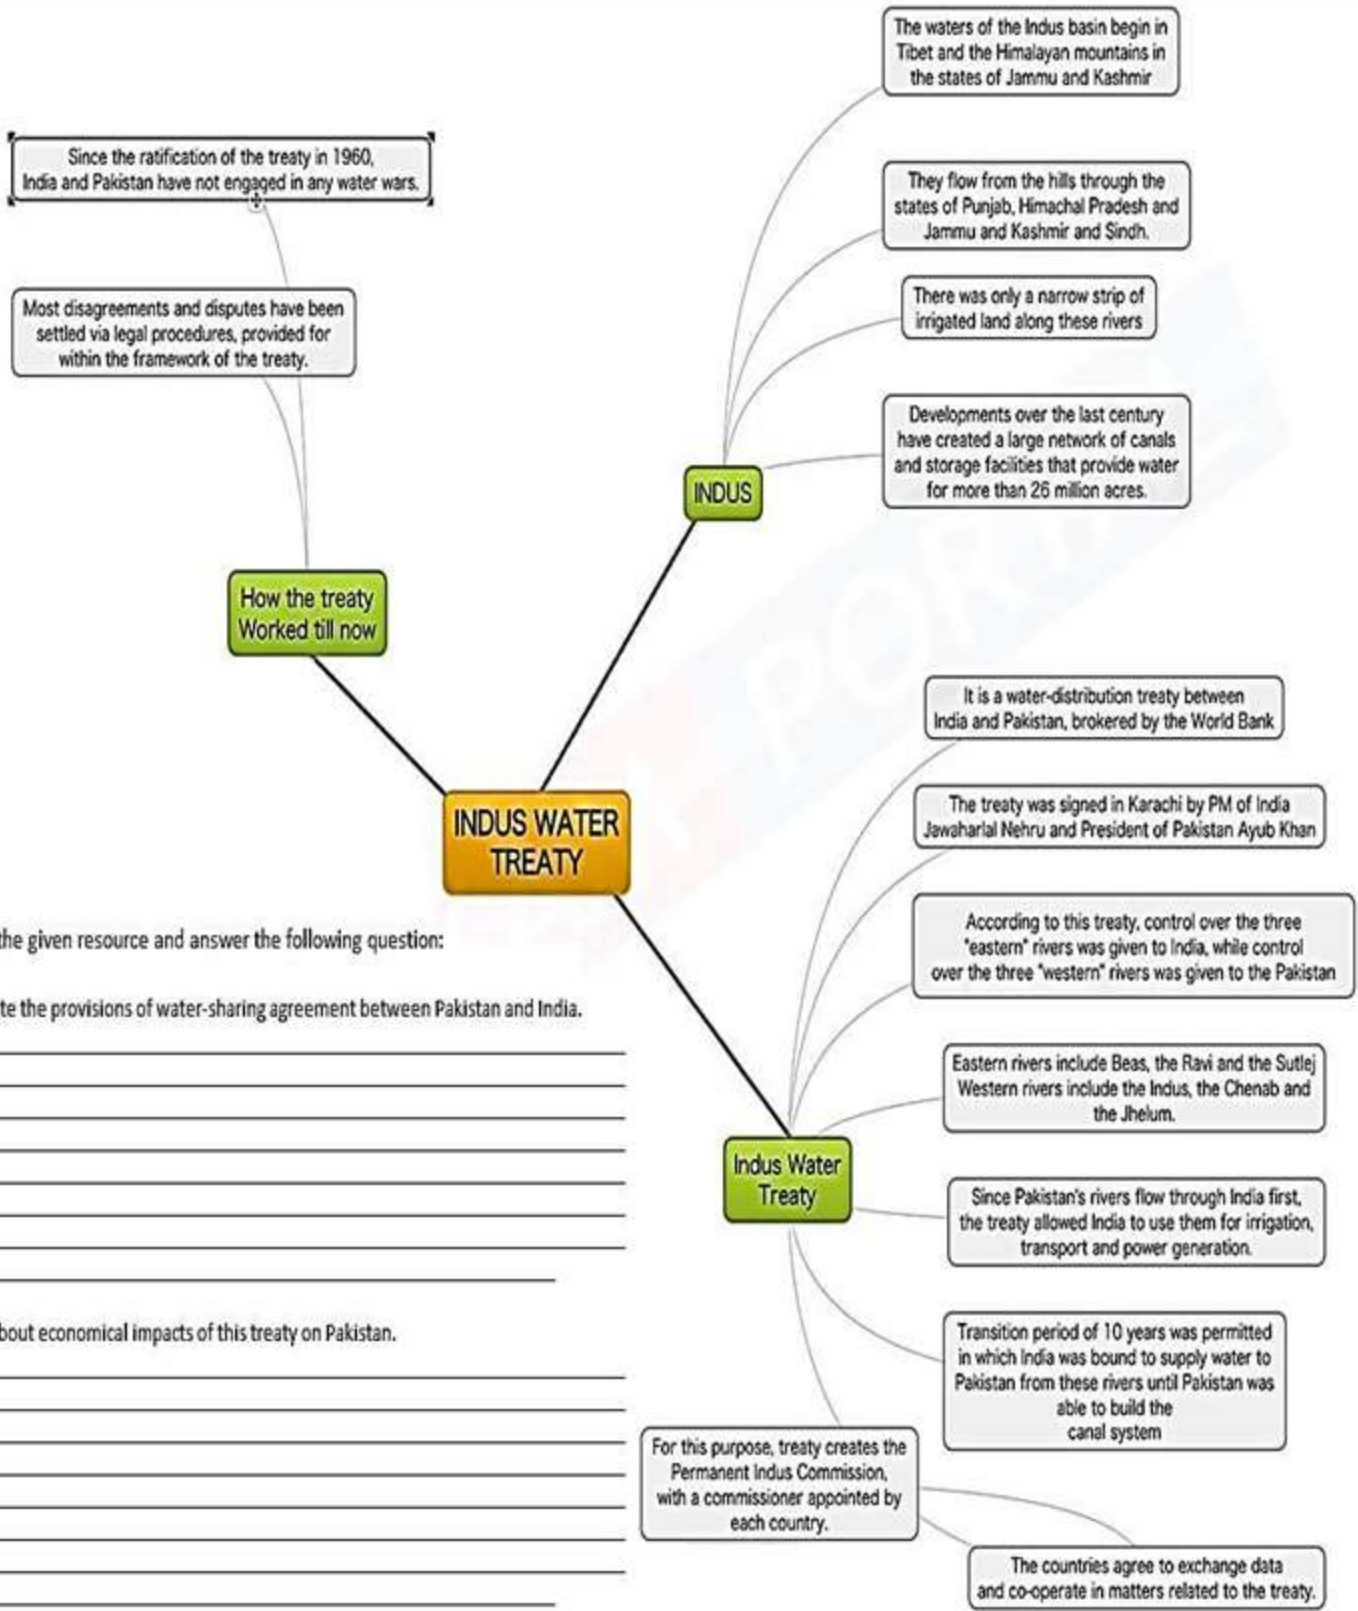 The waters of the Indus basin begin in
Tibet and the Himalayan mountains in
the states of Jammu and Kashmir
Since the ratification of the treaty in 1960,
India and Pakistan have not engaged in any water wars.
They flow from the hills through the
states of Punjab, Himachal Pradesh and
Jammu and Kashmir and Sindh.
Most disagreements and disputes have been
settled via legal procedures, provided for
within the framework of the treaty.
There was only a narrow strip of
irrigated land along these rivers
Developments over the last century
have created a large network of canals
and storage facilities that provide water
for more than 26 million acres.
INDUS
How the treaty
Worked till now
It is a water-distribution treaty between
India and Pakistan, brokered by the World Bank
The treaty was signed in Karachi by PM of India
Jawaharlal Nehru and President of Pakistan Ayub Khan
INDUS WATER
TREATY
According to this treaty, control over the three
"eastern" rivers was given to India, while control
over the three "western" rivers was given to the Pakistan
the given resource and answer the following question:
te the provisions of water-sharing agreement between Pakistan and India.
Eastern rivers include Beas, the Ravi and the Sutlej
Western rivers include the Indus, the Chenab and
the Jhelum.
Indus Water
Treaty
Since Pakistan's rivers flow through India first,
the treaty allowed India to use them for irrigation,
transport and power generation.
bout economical impacts of this treaty on Pakistan.
Transition period of 10 years was permitted
in which India was bound to supply water to
Pakistan from these rivers until Pakistan was
able to build the
canal system
For this purpose, treaty creates the
Permanent Indus Commission,
with a commissioner appointed by
each country.
The countries agree to exchange data
and co-operate in matters related to the treaty.